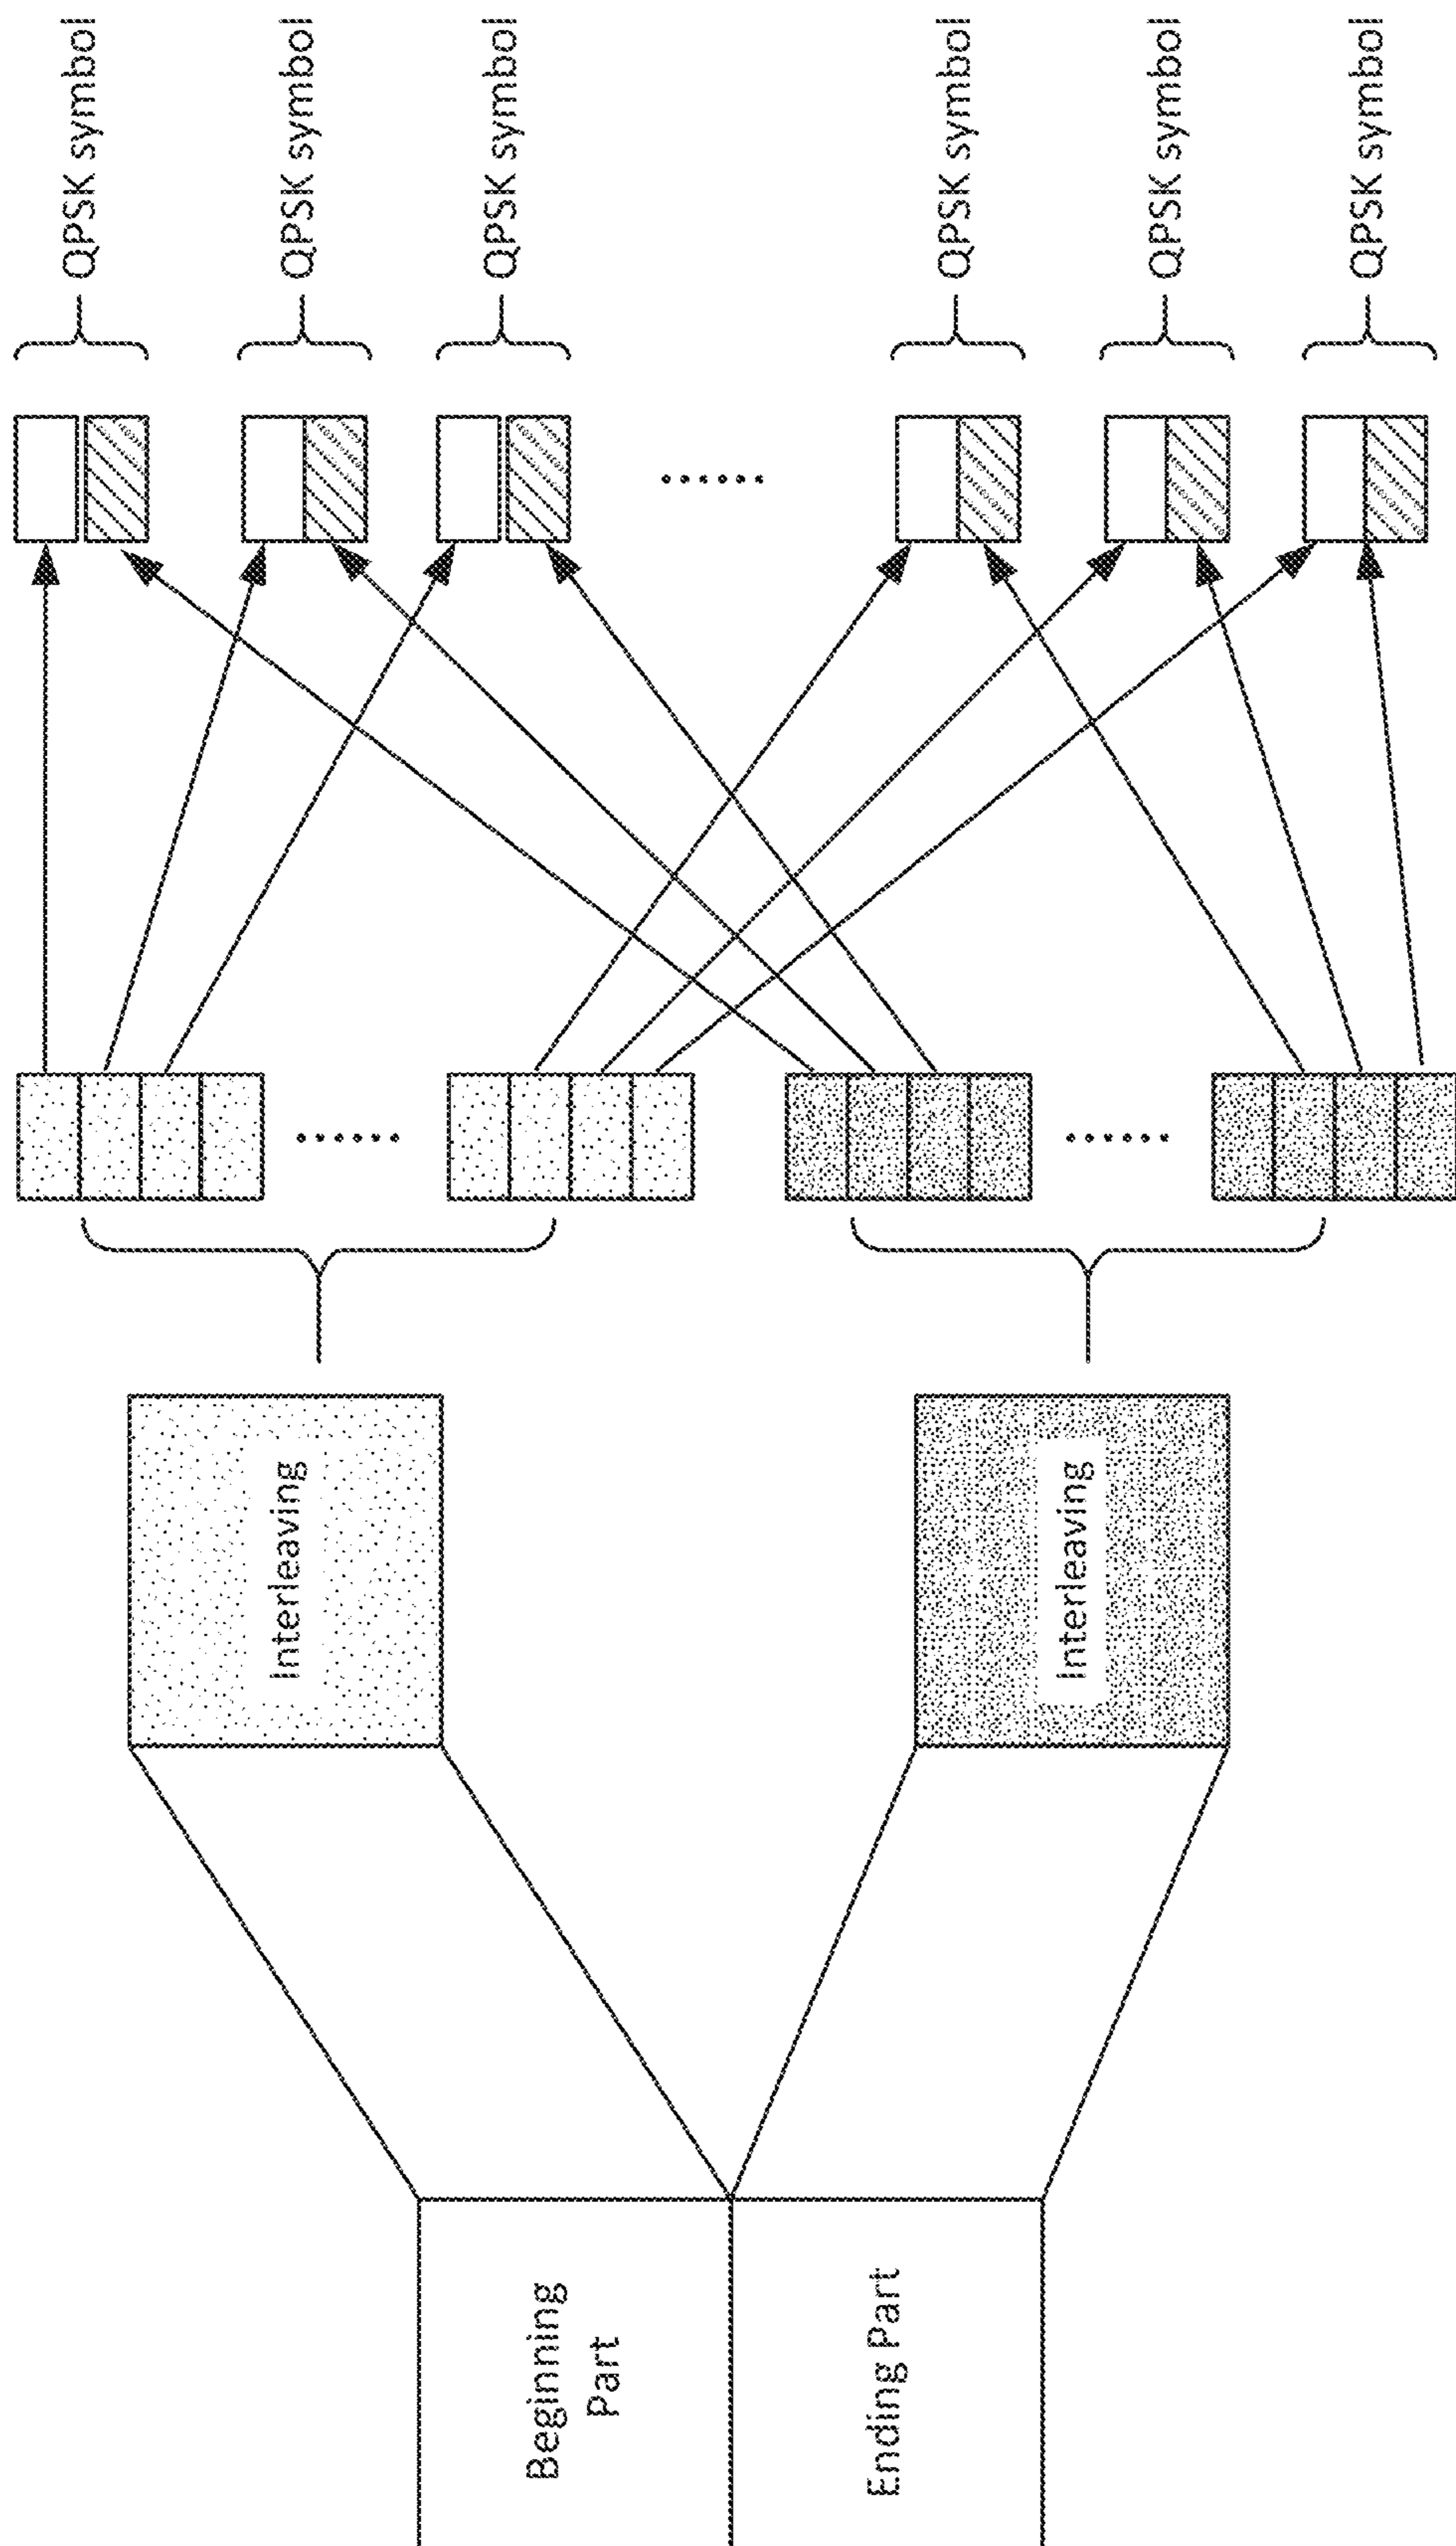 Beginning
Part
Ending Part
Interleaving
Interleaving
QPSK symbol
QPSK symbol
QPSK symbol
QPSK symbol
QPSK symbol
QPSK symbol